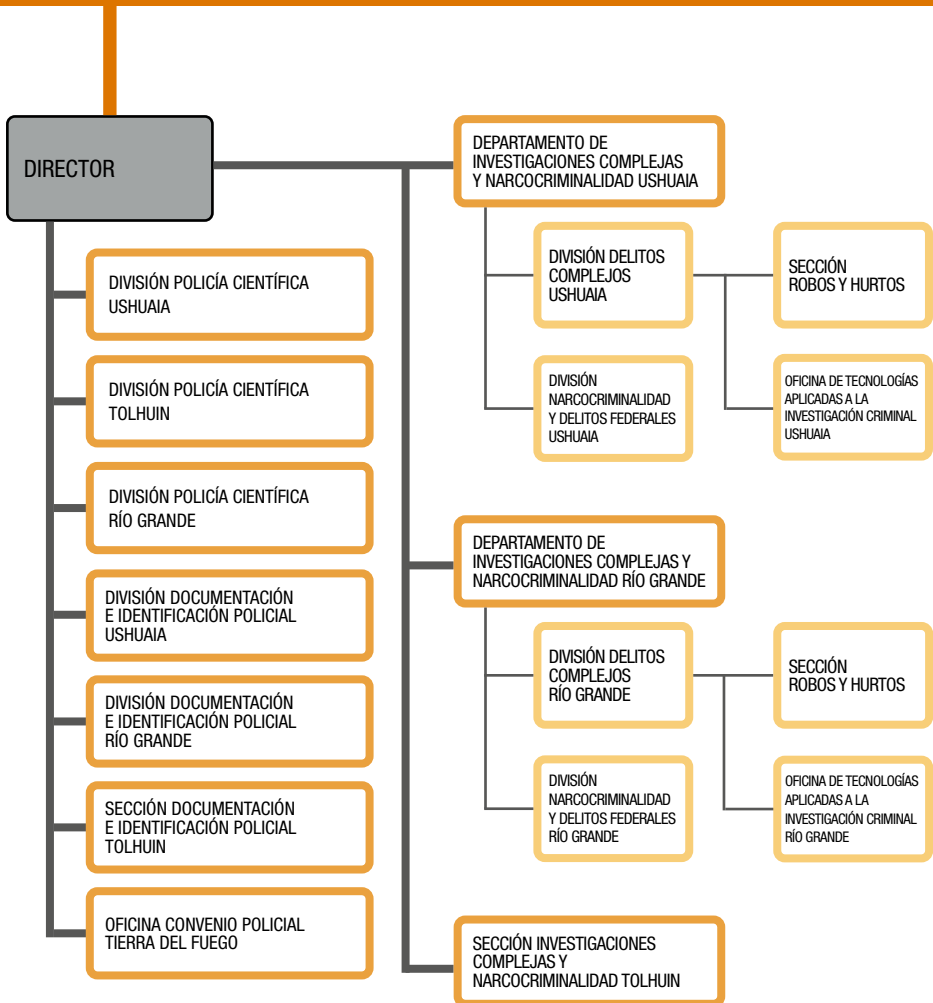 DIRECTOR
DIVISIÓN POLICÍA CIENTÍFICA
USHUAIA
DIVISIÓN POLICÍA CIENTÍFICA
TOLHUIN
DIVISIÓN POLICÍA CIENTÍFICA
RÍO GRANDE
DIVISIÓN DOCUMENTACIÓN
E IDENTIFICACIÓN POLICIAL
USHUAIA
DIVISIÓN DOCUMENTACIÓN
E IDENTIFICACIÓN POLICIAL
RÍO GRANDE
SECCIÓN DOCUMENTACIÓN
E IDENTIFICACIÓN POLICIAL
TOLHUIN
OFICINA CONVENIO POLICIAL
TIERRA DEL FUEGO
DEPARTAMENTO DE
INVESTIGACIONES COMPLEJAS
Y NARCOCRIMINALIDAD USHUAIA
DIVISIÓN DELITOS
COMPLEJOS
USHUAIA
SECCIÓN
ROBOS Y HURTOS
DIVISIÓN
NARCOCRIMINALIDAD
Y DELITOS FEDERALES
USHUAIA
OFICINA DE TECNOLOGÍAS
APLICADAS A LA
INVESTIGACIÓN CRIMINAL
USHUAIA
DEPARTAMENTO DE
INVESTIGACIONES COMPLEJAS Y
NARCOCRIMINALIDAD RÍO GRANDE
DIVISIÓN DELITOS
COMPLEJOS
RÍO GRANDE
SECCIÓN
ROBOS Y HURTOS
DIVISIÓN
NARCOCRIMINALIDAD
Y DELITOS FEDERALES
RÍO GRANDE
OFICINA DE TECNOLOGÍAS
APLICADAS A LA
INVESTIGACIÓN CRIMINAL
RÍO GRANDE
SECCIÓN INVESTIGACIONES
COMPLEJAS Y
NARCOCRIMINALIDAD TOLHUIN